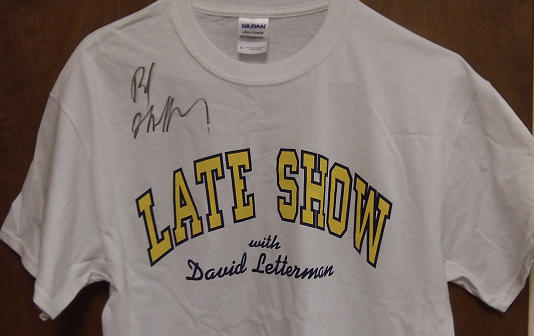 GILDAN
LATE SHOW
with
David Letterman